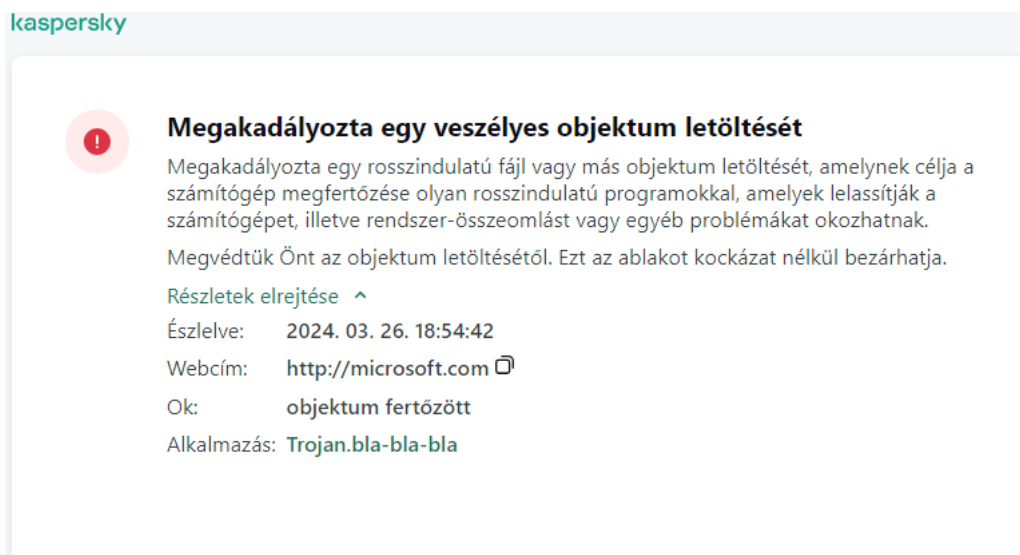 kaspersky
Megakadályozta egy veszélyes objektum letöltését
Megakadályozta egy rosszindulatú fájl vagy más objektum letöltését, amelynek célja a
számítógép megfertőzése olyan rosszindulatú programokkal, amelyek lelassítják a
számítógépet, illetve rendszer-összeomlást vagy egyéb problémákat okozhatnak.
Megvédtük Önt az objektum letöltésétől. Ezt az ablakot kockázat nélkül bezárhatja.
Részletek elrejtése
Észlelve: 2024. 03. 26. 18:54:42
Webcím: http://microsoft.com
Ok: objektum fertőzött
Alkalmazás: Trojan.bla-bla-bla